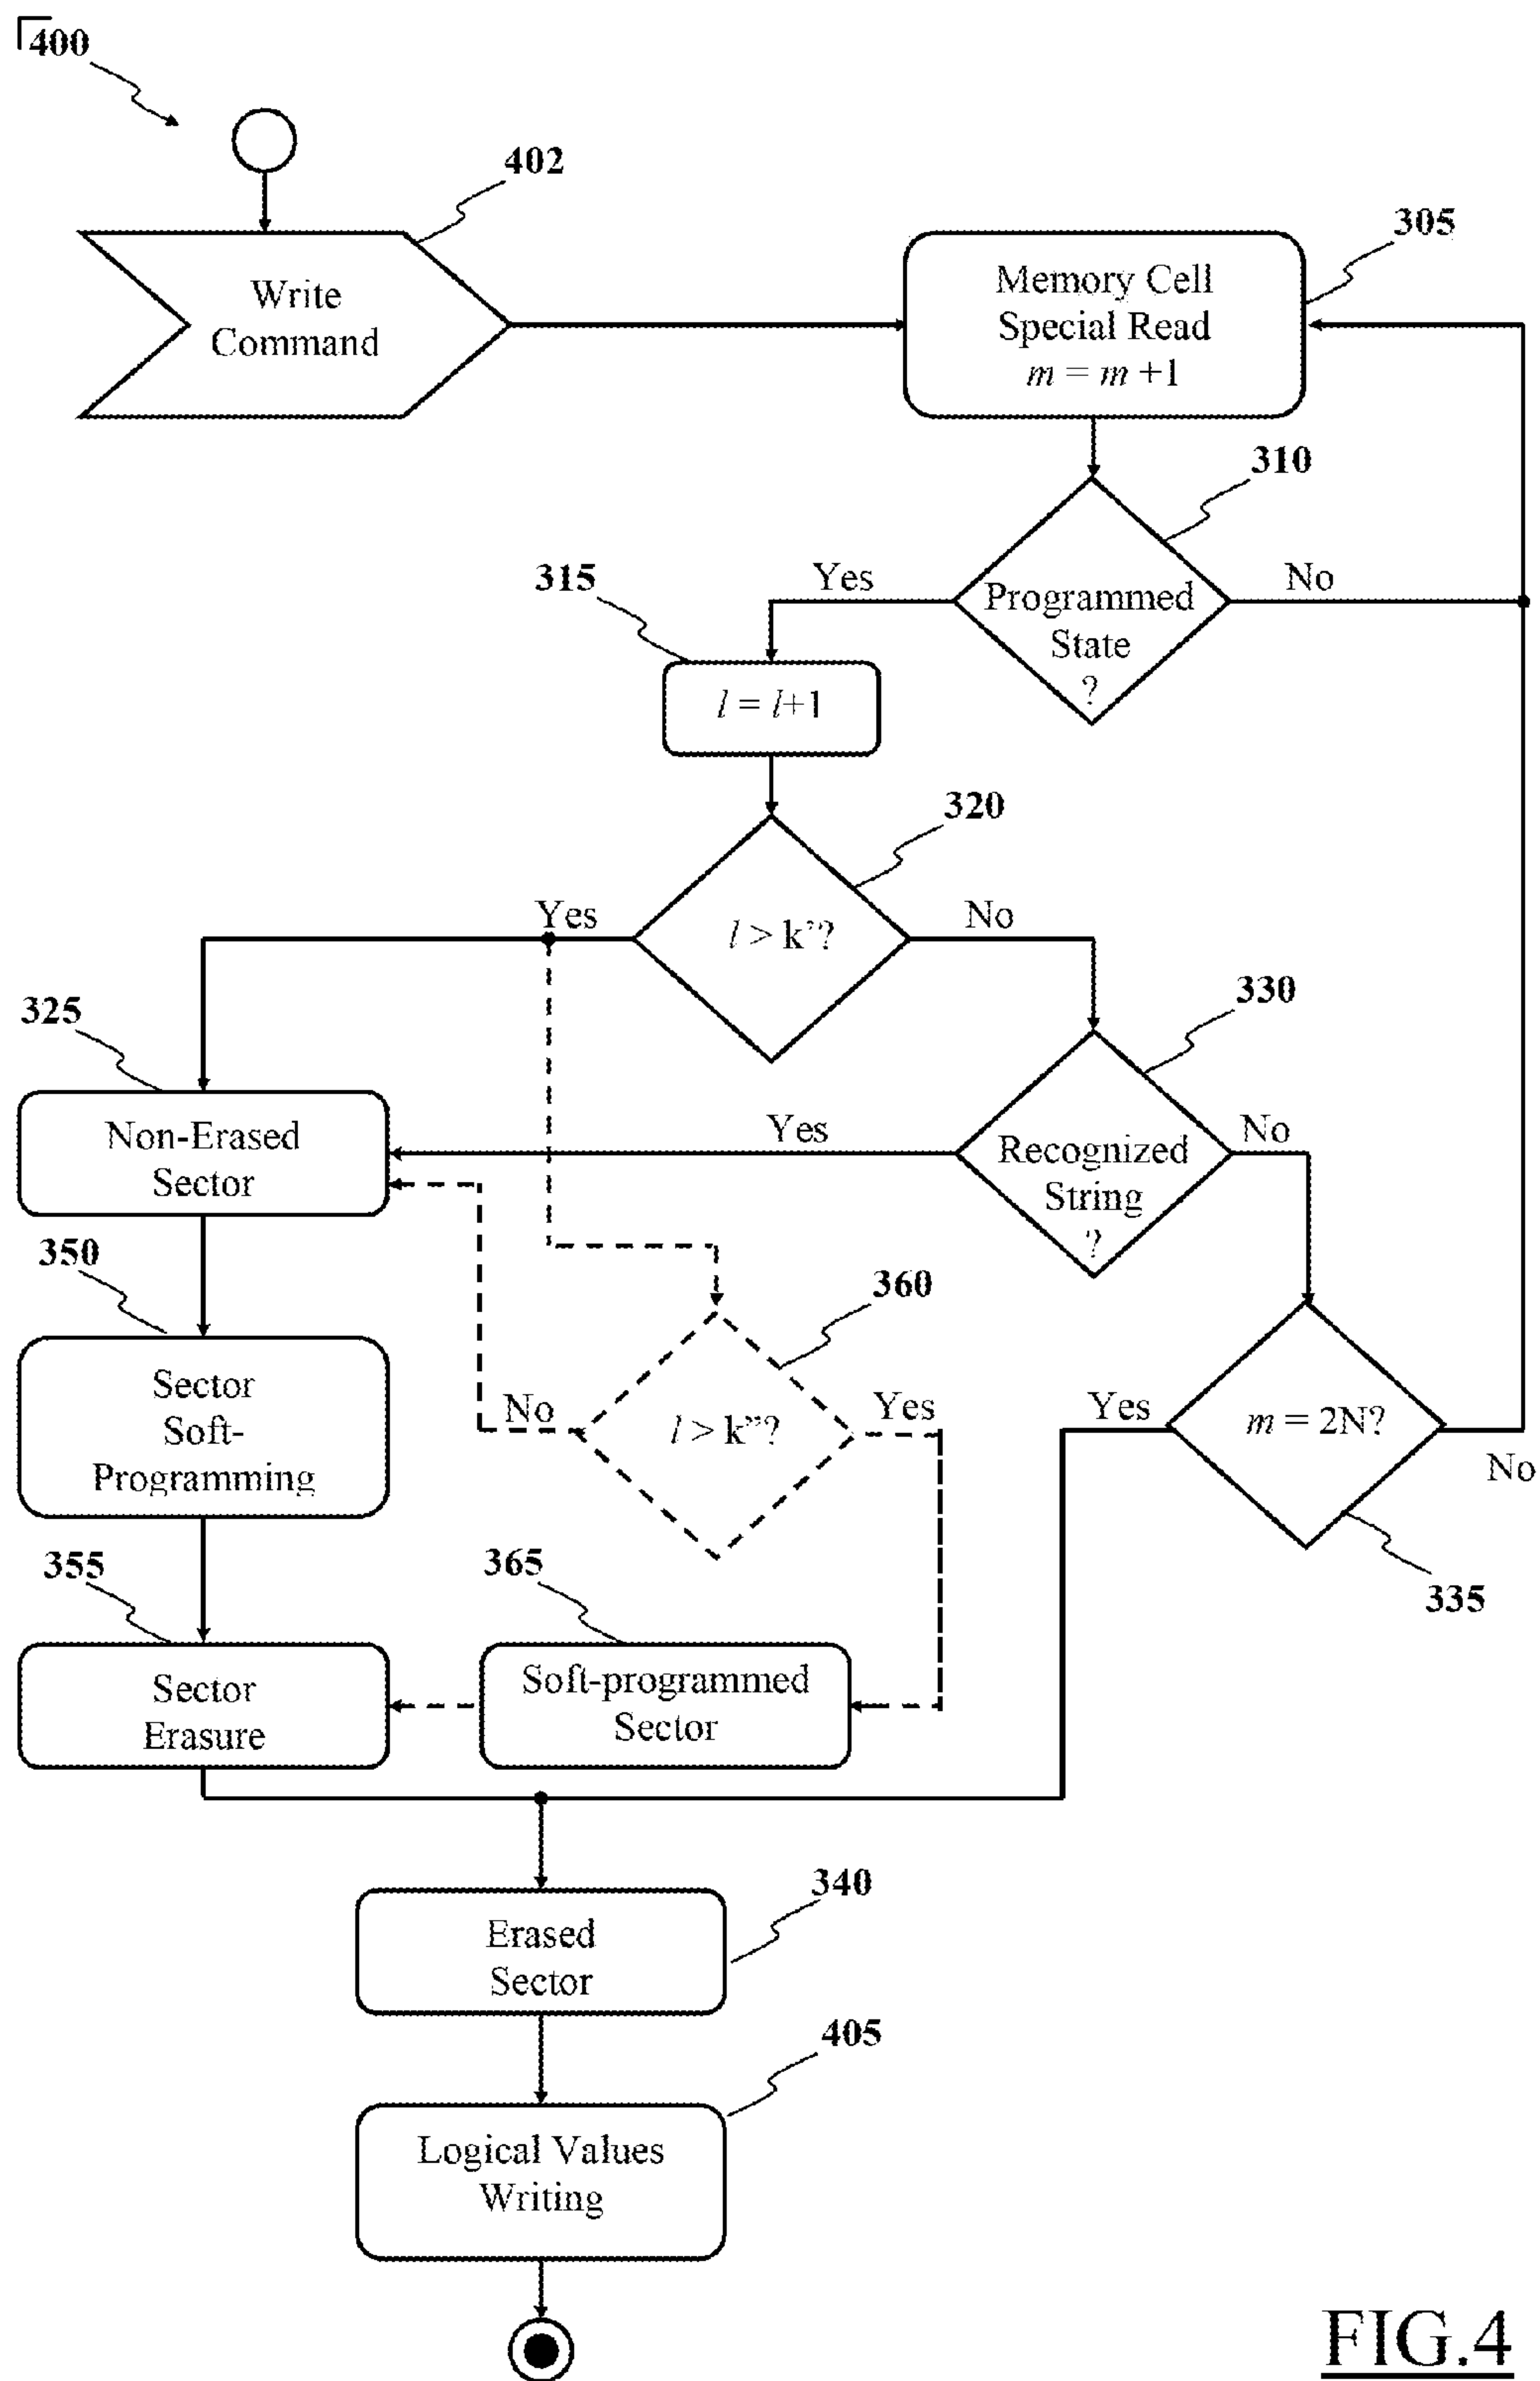 400
402
Write
Command
305
Memory Cell
Special Read
m = m +1
310
Programmed
State
?
Yes
No
315
l = l+1
320
l > k’?
Yes
No
325
Non-Erased
Sector
330
Recognized
String
?
Yes
No
350
Sector
Soft-
Programming
360
l > k”?
No
Yes
m = 2N?
Yes
No
335
355
Sector
Erasure
365
Soft-programmed
Sector
340
Erased
Sector
405
Logical Values
Writing
FIG.4